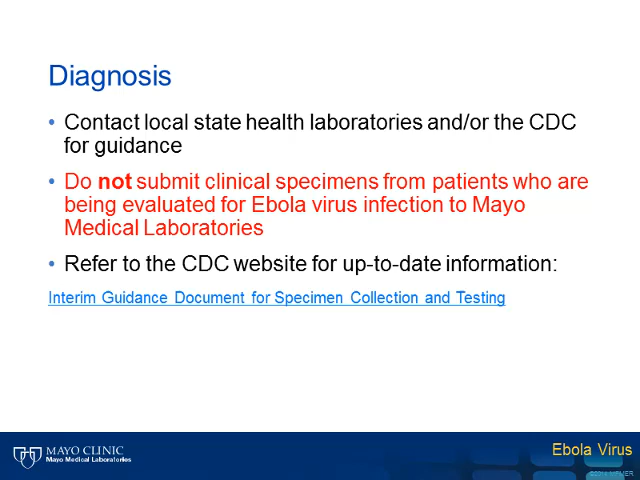 Diagnosis
• Contact local state health laboratories and/or the CDC
for guidance
• Do not submit clinical specimens from patients who are
being evaluated for Ebola virus infection to Mayo
Medical Laboratories
• Refer to the CDC website for up-to-date information:
Interim Guidance Document for Specimen Collection and Testing
MAYO CLINIC
Mayo Medical Laboratories
Ebola Virus